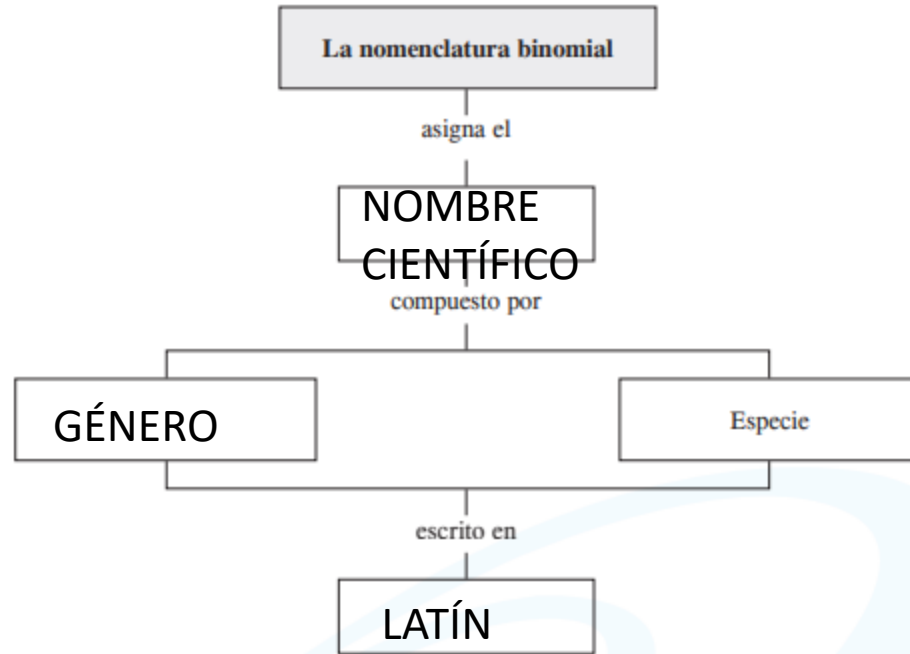 La nomenclatura binomial
asigna el
NOMBRE
CIENTÍFICO
compuesto por
GÉNERO
Especie
escrito en
LATÍN